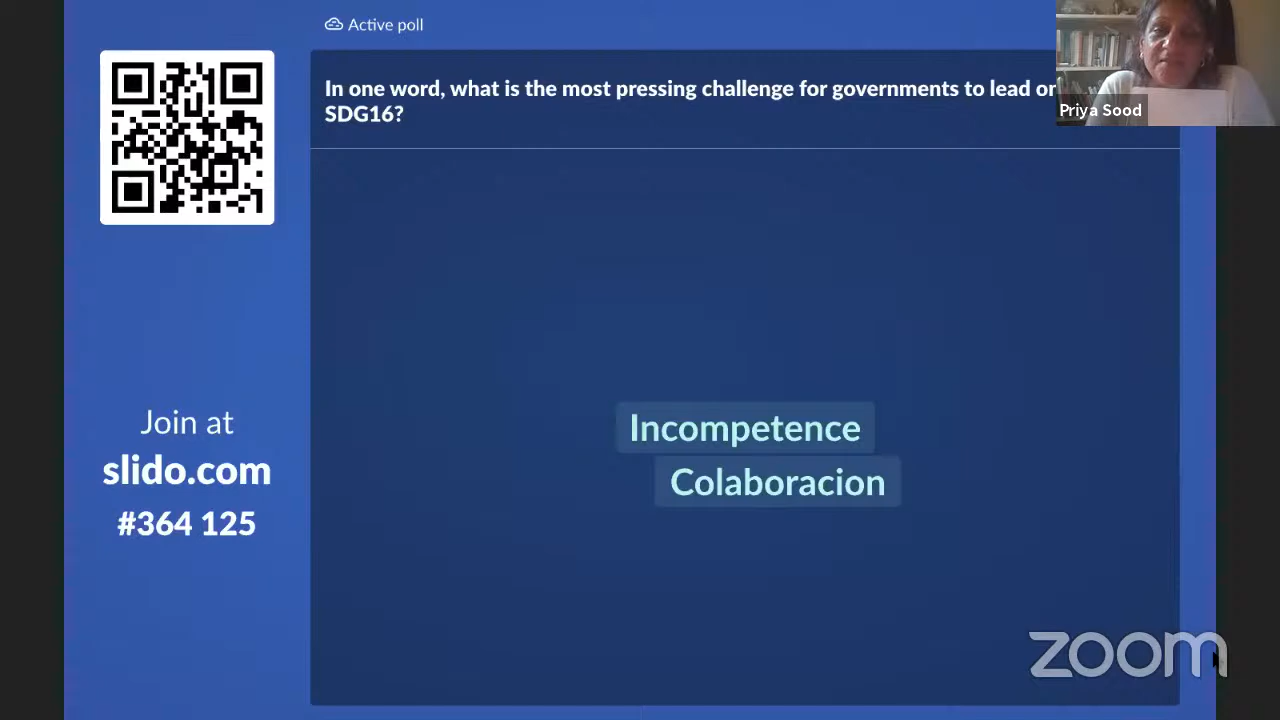 Active poll
In one word, what is the most pressing challenge for governments to lead on
SDG16?
Priya Sood
Incompetence
Colaboracion
Join at
slido.com
#364 125
zoom